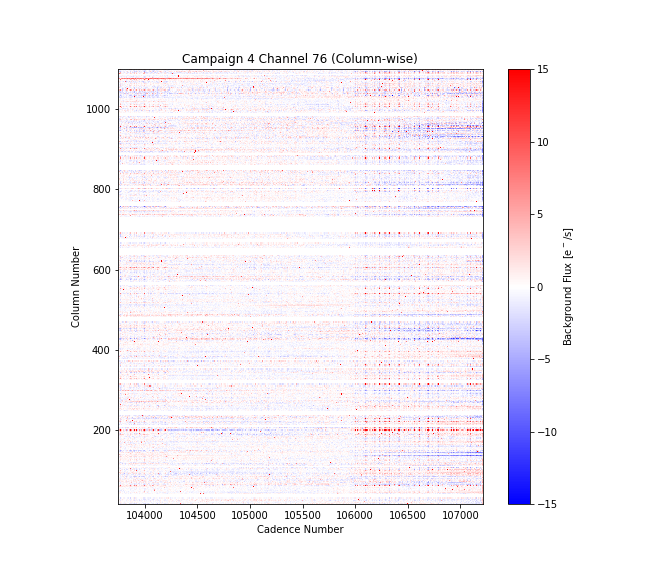 Campaign 4 Channel 76 (Column-wise)
Column Number
1000
800
600
400
200
104000 104500 105000 105500 106000 106500 107000
Cadence Number
15
10
5
0
−5
−10
−15
Background Flux [e⁻/s]